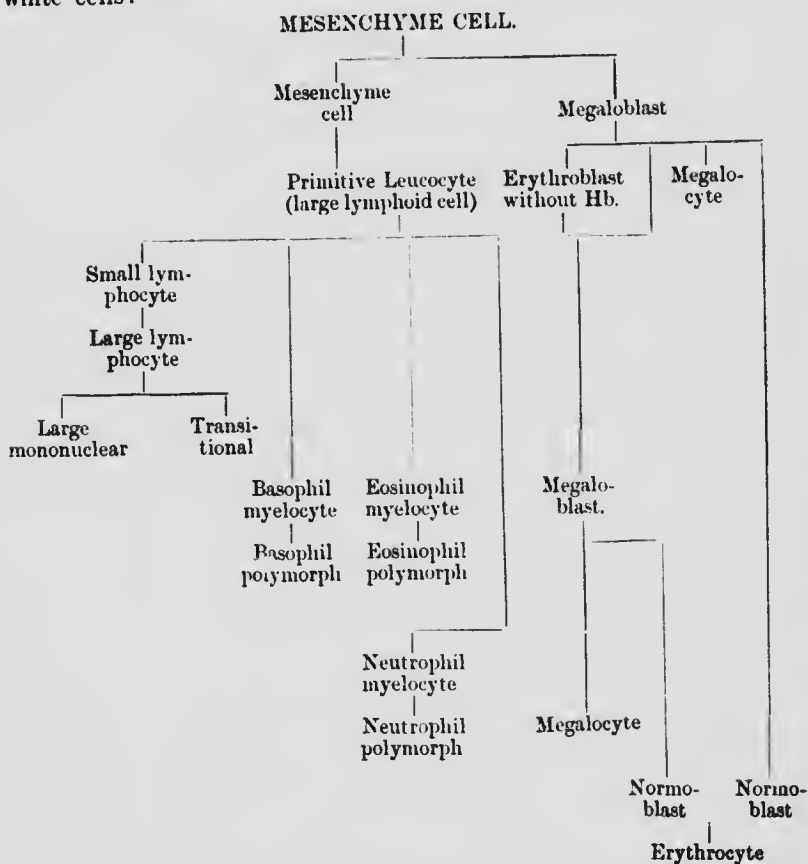 white cells:
MESENCHYME CELL.
Mesenchyme
cell
Megaloblast
Primitive Leucocyte
(large lymphoid cell)
Erythroblast
without Hb.
Megalo-
cyte
Small lym-
phocyte
Large lym-
phocyte
Large
mononuclear
Transi-
tional
Basophil
myelocyte
Basophil
polymorph
Eosinophil
myelocyte
Eosinophil
polymorph
Megalo-
blast.
Neutrophil
myelocyte
Neutrophil
polymorph
Megalocyte
Normo-
blast
Normo-
blast
Erythrocyte